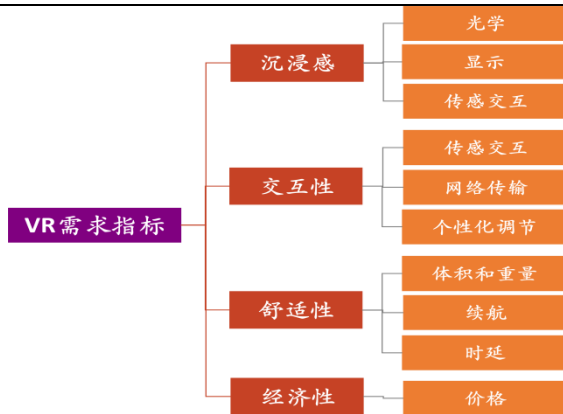 VR需求指标
沉浸感
光学
显示
传感交互
交互性
传感交互
网络传输
个性化调节
舒适性
体积和重量
续航
时延
经济性
价格